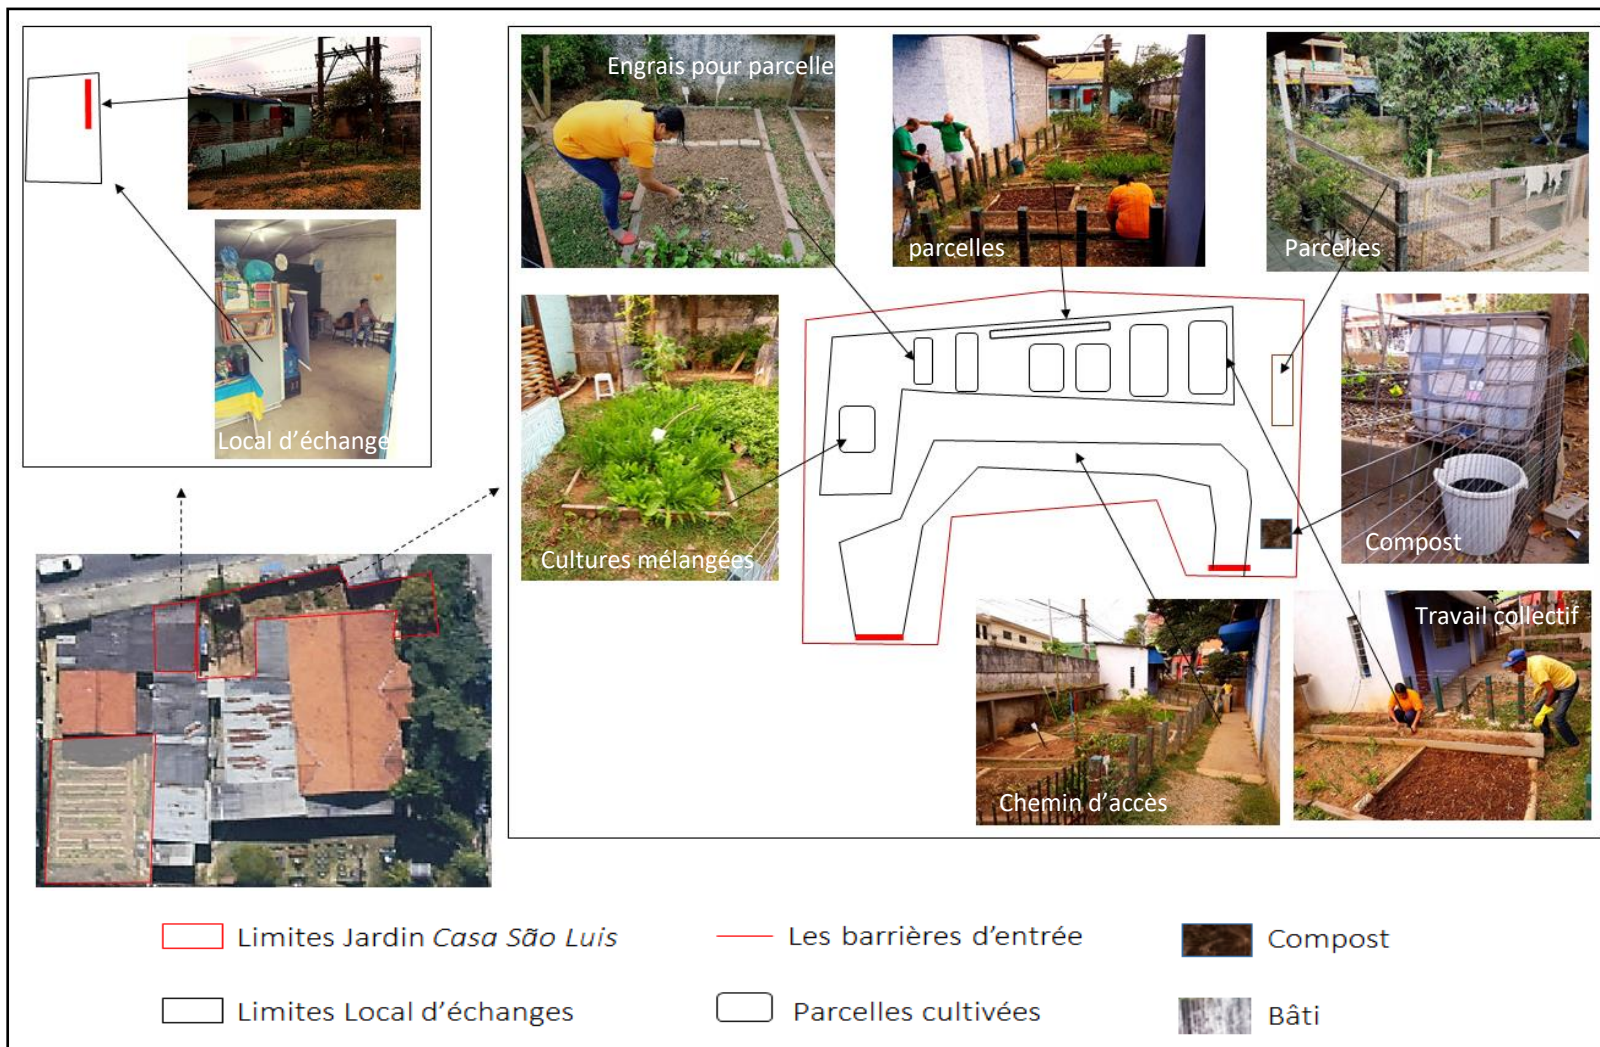 Engrais pour parcelle
parcelles
Parcelles
Local d’échange
Cultures mélangées
Compost
Chemin d’accès
Travail collectif
Limites Jardin Casa São Luis
Les barrières d’entrée
Compost
Limites Local d’échanges
Parcelles cultivées
Bâti